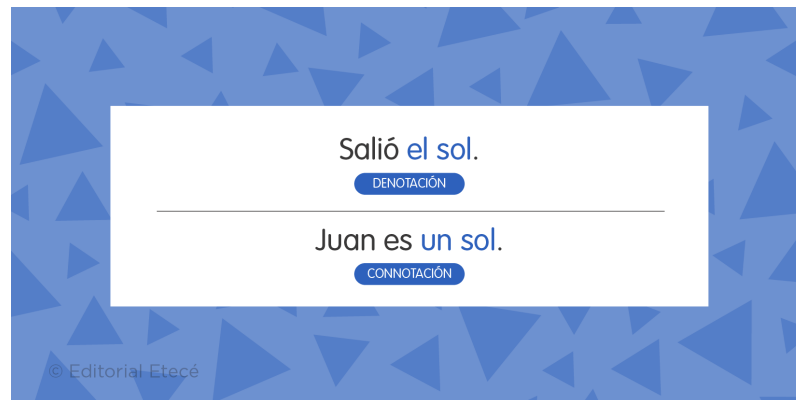 Salió el sol.
DENOTACIÓN
Juan es un sol.
CONNOTACIÓN
© Editorial Etecé